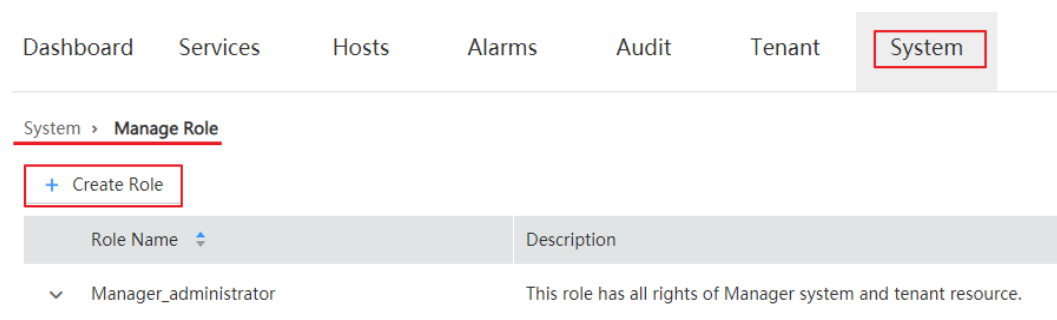 Dashboard Services Hosts Alarms Audit Tenant System
System > Manage Role
+ Create Role
Role Name Description
Manager_administrator This role has all rights of Manager system and tenant resource.